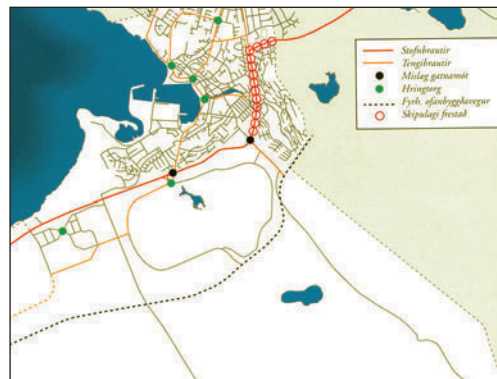 Stofnbrautir
Tengibrautir
Mislæg gatnamót
Hringtorg
Fyrh. ofanbyggðavegur
Skipulagi frestað